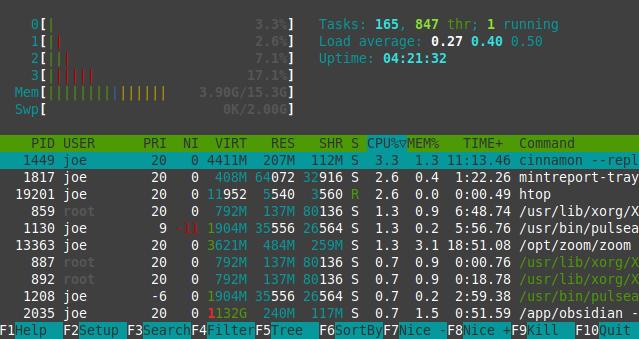 0[| 3.3%] Tasks: 165, 847 thr; 1 running
1[|| 2.6%] Load average: 0.27 0.40 0.50
2[||| 7.1%] Uptime: 04:21:32
3[|||||| 17.1%]
Mem[|||||||||||||||| 3.90G/15.3G]
Swp[ 0K/2.00G]
PID USER PRI NI VIRT RES SHR S CPU%▽MEM% TIME+ Command
1449 joe 20 0 4411M 207M 112M S 3.3 1.3 11:13.46 cinnamon --repl
1817 joe 20 0 408M 64072 32916 S 2.6 0.4 1:22.26 mintreport-tray
19201 joe 20 0 11952 5540 3560 R 2.6 0.0 0:00.49 htop
859 root 20 0 792M 137M 80136 S 1.3 0.9 6:48.74 /usr/lib/xorg/X
1130 joe 9 -11 1904M 35556 26564 S 1.3 0.2 5:56.76 /usr/bin/pulsea
13363 joe 20 0 3621M 484M 259M S 1.3 3.1 18:51.08 /opt/zoom/zoom
887 root 20 0 792M 137M 80136 S 0.7 0.9 0:00.76 /usr/lib/xorg/X
892 root 20 0 792M 137M 80136 S 0.7 0.9 0:18.78 /usr/lib/xorg/X
1208 joe -6 0 1904M 35556 26564 S 0.7 0.2 2:59.38 /usr/bin/pulsea
2035 joe 20 0 1132G 240M 117M S 0.7 1.5 0:51.59 /app/obsidian -
F1Help F2Setup F3SearchF4FilterF5Tree F6SortByF7Nice -F8Nice +F9Kill F10Quit